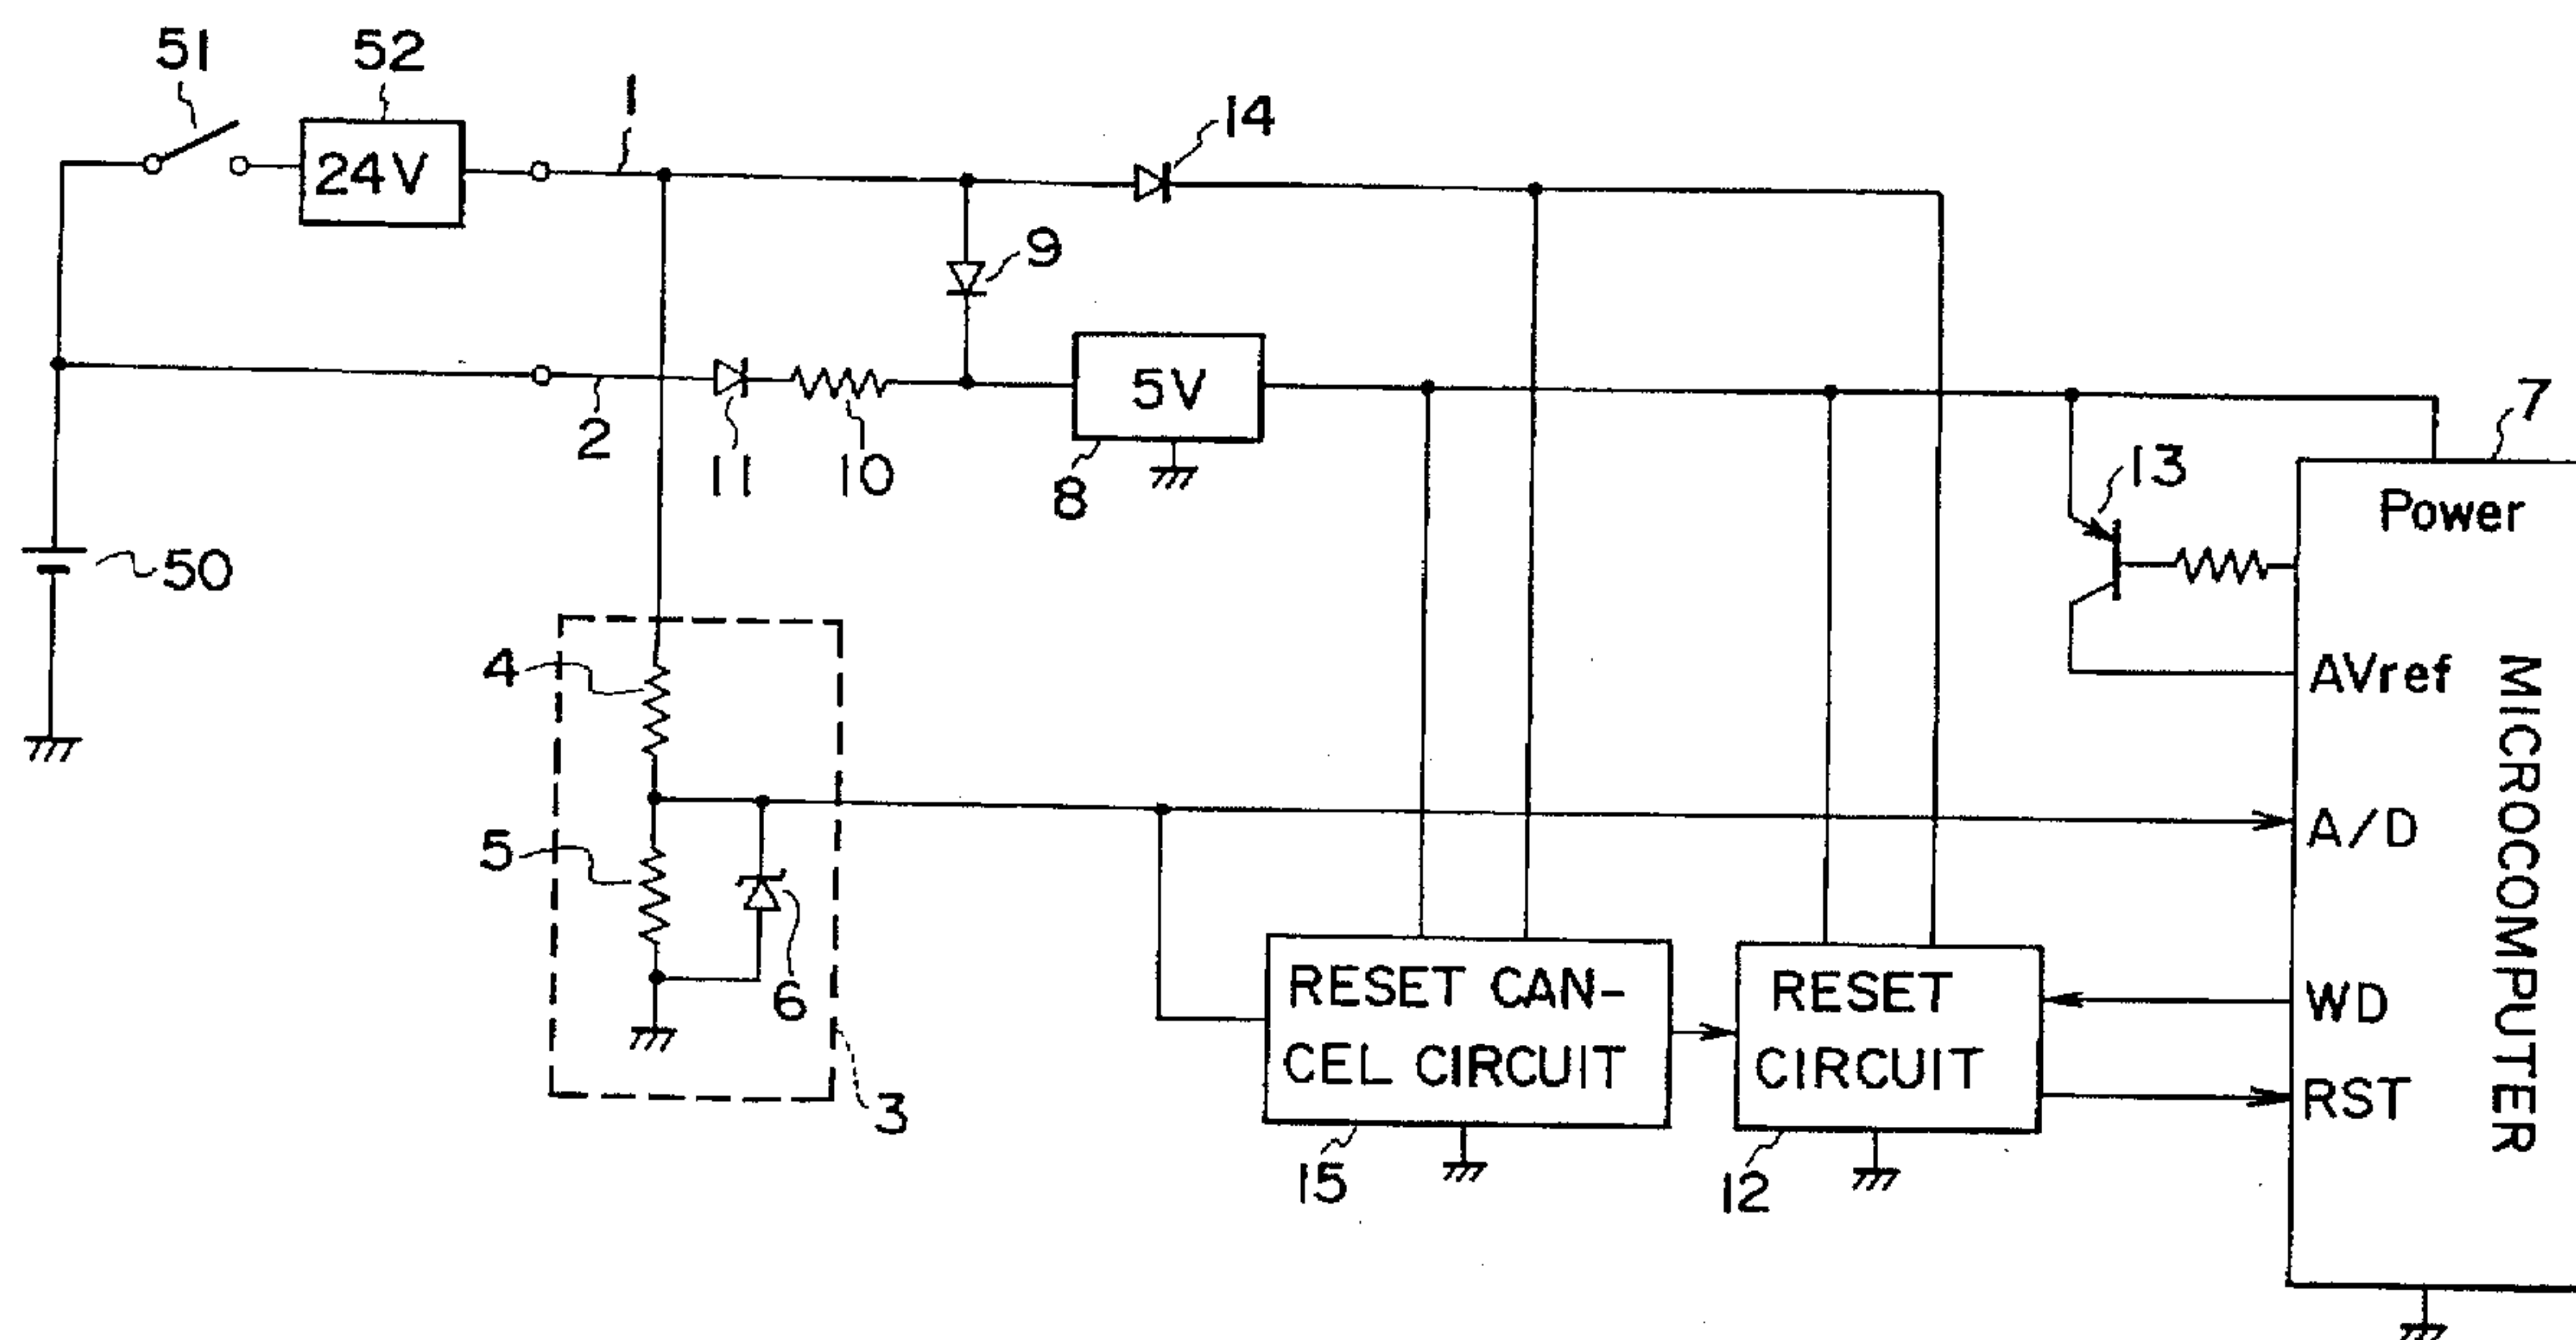 51
52
1
14
24V
9
5V
2
11
10
8
7
13
Power
50
4
AVref
MICROCOMPUTER
5
A/D
6
RESET CAN-
CEL CIRCUIT
RESET
CIRCUIT
WD
RST
3
15
12